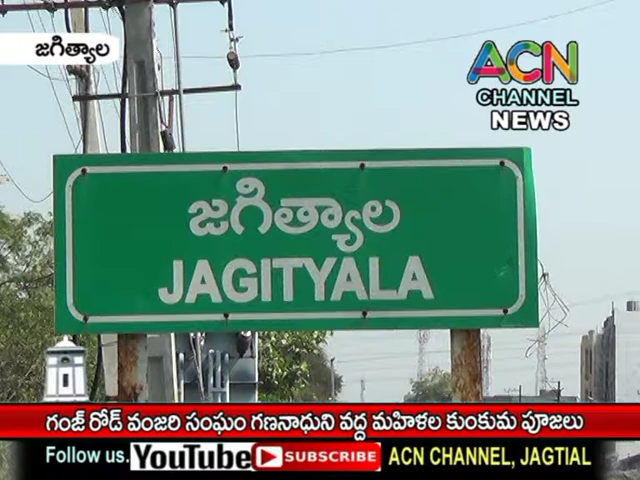 జగిత్యాల
ACN
CHANNEL
NEWS
జగిత్యాల
JAGITYALA
గంజ్ రోడ్ వంజరి సంఘం గణనాధుని వద్ద మహిళల కుంకుమ పూజలు
Follow us. YouTube SUBSCRIBE ACN CHANNEL, JAGTIAL